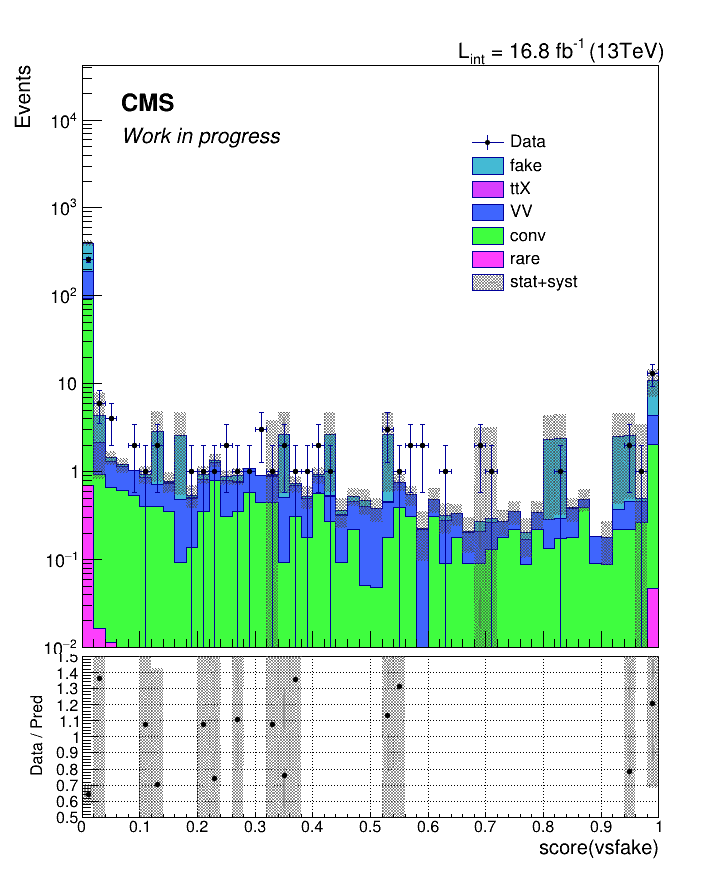 L_int = 16.8 fb^-1 (13TeV)
Events
CMS
Work in progress
Data
fake
ttX
VV
conv
rare
stat+syst
10^4
10^3
10^2
10
1
10^-1
10^-2
Data / Pred
1.5
1.4
1.3
1.2
1.1
1
0.9
0.8
0.7
0.6
0.5
0 0.1 0.2 0.3 0.4 0.5 0.6 0.7 0.8 0.9 1
score(vsfake)